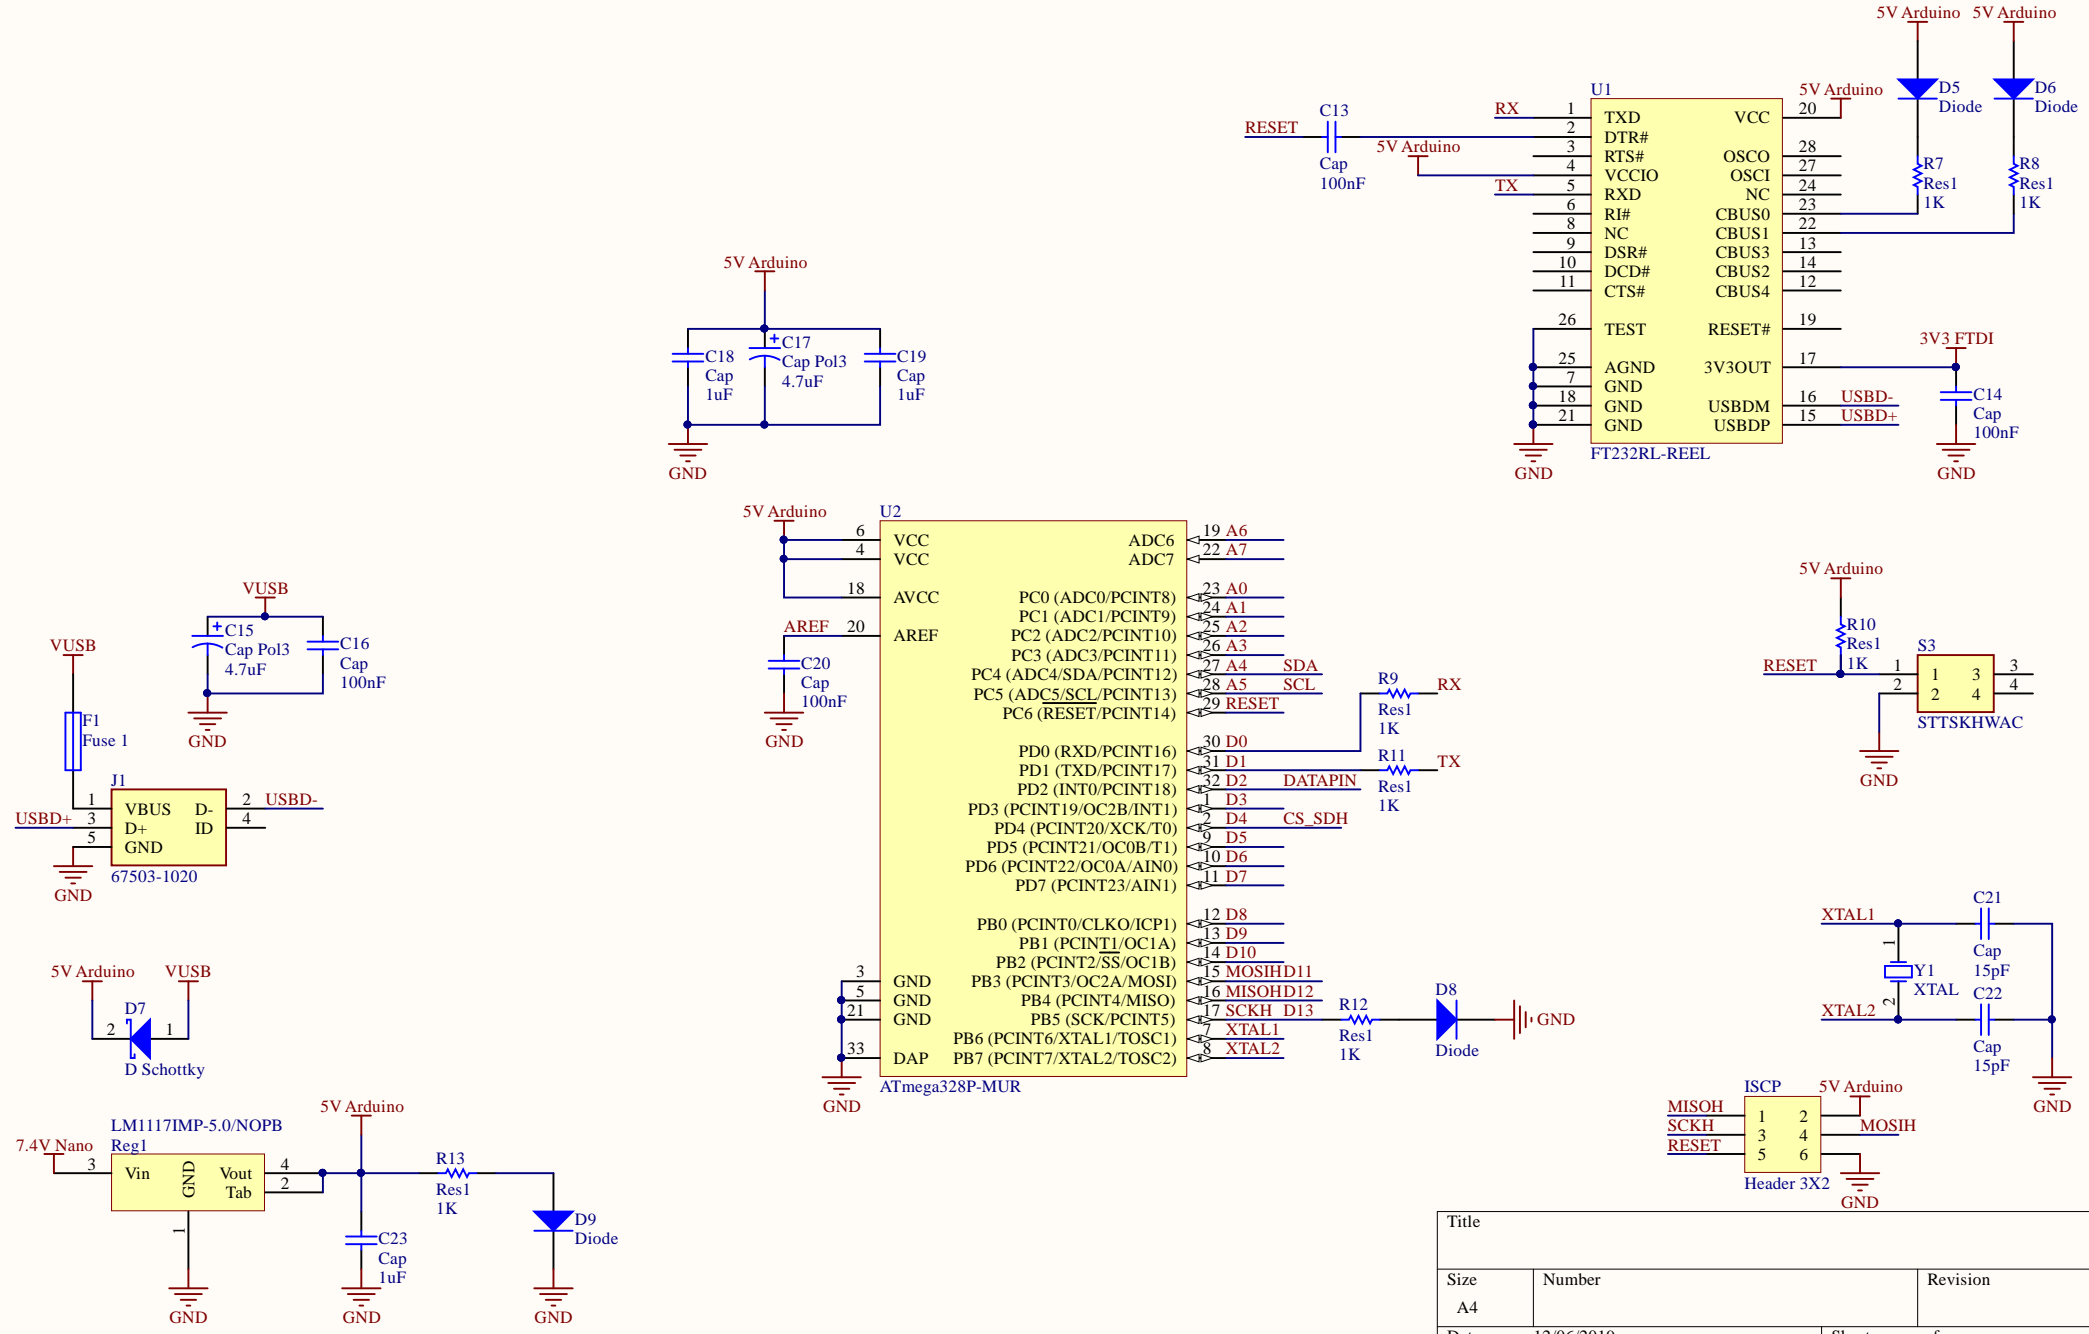 5V Arduino
5V Arduino
D5
Diode
D6
Diode
R7
Res1
1K
R8
Res1
1K
U1
5V Arduino
RX
1
TXD
VCC
20
RESET
C13
Cap
100nF
2
DTR#
5V Arduino
3
RTS#
OSCO
28
4
VCCIO
OSCI
27
TX
5
RXD
NC
24
6
RI#
CBUS0
23
8
NC
CBUS1
22
9
DSR#
CBUS3
13
10
DCD#
CBUS2
14
11
CTS#
CBUS4
12
26
TEST
RESET#
19
25
AGND
3V3OUT
17
7
GND
18
GND
USBDM
16
USBD-
21
GND
USBDP
15
USBD+
FT232RL-REEL
GND
3V3 FTDI
C14
Cap
100nF
GND
5V Arduino
C18
Cap
1uF
C17
Cap Pol3
4.7uF
C19
Cap
1uF
GND
U2
5V Arduino
6
VCC
4
VCC
18
AVCC
AREF
20
AREF
C20
Cap
100nF
GND
3
GND
5
GND
21
GND
33
DAP
GND
ADC6
19
A6
ADC7
22
A7
PC0 (ADC0/PCINT8)
23
A0
PC1 (ADC1/PCINT9)
24
A1
PC2 (ADC2/PCINT10)
25
A2
PC3 (ADC3/PCINT11)
26
A3
PC4 (ADC4/SDA/PCINT12)
27
A4
SDA
PC5 (ADC5/SCL/PCINT13)
28
A5
SCL
PC6 (RESET/PCINT14)
29
RESET
PD0 (RXD/PCINT16)
30
D0
PD1 (TXD/PCINT17)
31
D1
PD2 (INT0/PCINT18)
32
D2
DATAPIN
PD3 (PCINT19/OC2B/INT1)
1
D3
PD4 (PCINT20/XCK/T0)
2
D4
CS_SDH
PD5 (PCINT21/OC0B/T1)
9
D5
PD6 (PCINT22/OC0A/AIN0)
10
D6
PD7 (PCINT23/AIN1)
11
D7
PB0 (PCINT0/CLKO/ICP1)
12
D8
PB1 (PCINT1/OC1A)
13
D9
PB2 (PCINT2/SS/OC1B)
14
D10
PB3 (PCINT3/OC2A/MOSI)
15
MOSIH
D11
PB4 (PCINT4/MISO)
16
MISOH
D12
PB5 (SCK/PCINT5)
17
SCKH
D13
PB6 (PCINT6/XTAL1/TOSC1)
7
XTAL1
PB7 (PCINT7/XTAL2/TOSC2)
8
XTAL2
ATmega328P-MUR
R9
Res1
1K
RX
R11
Res1
1K
TX
R12
Res1
1K
D8
Diode
GND
VUSB
C15
Cap Pol3
4.7uF
C16
Cap
100nF
GND
VUSB
F1
Fuse 1
J1
1
VBUS
D-
2
USBD-
USBD+
3
D+
ID
4
5
GND
67503-1020
GND
5V Arduino
VUSB
D7
2
1
D Schottky
5V Arduino
LM1117IMP-5.0/NOPB
Reg1
7.4V Nano
3
Vin
GND
Vout
4
Tab
2
1
GND
R13
Res1
1K
C23
Cap
1uF
GND
D9
Diode
GND
5V Arduino
R10
Res1
1K
RESET
S3
1
1
3
3
2
2
4
4
STTSKHWAC
GND
XTAL1
C21
Cap
15pF
1
Y1
XTAL
2
XTAL2
C22
Cap
15pF
GND
ISCP
5V Arduino
MISOH
1
2
SCKH
3
4
MOSIH
RESET
5
6
Header 3X2
GND
Title
Size
Number
Revision
A4